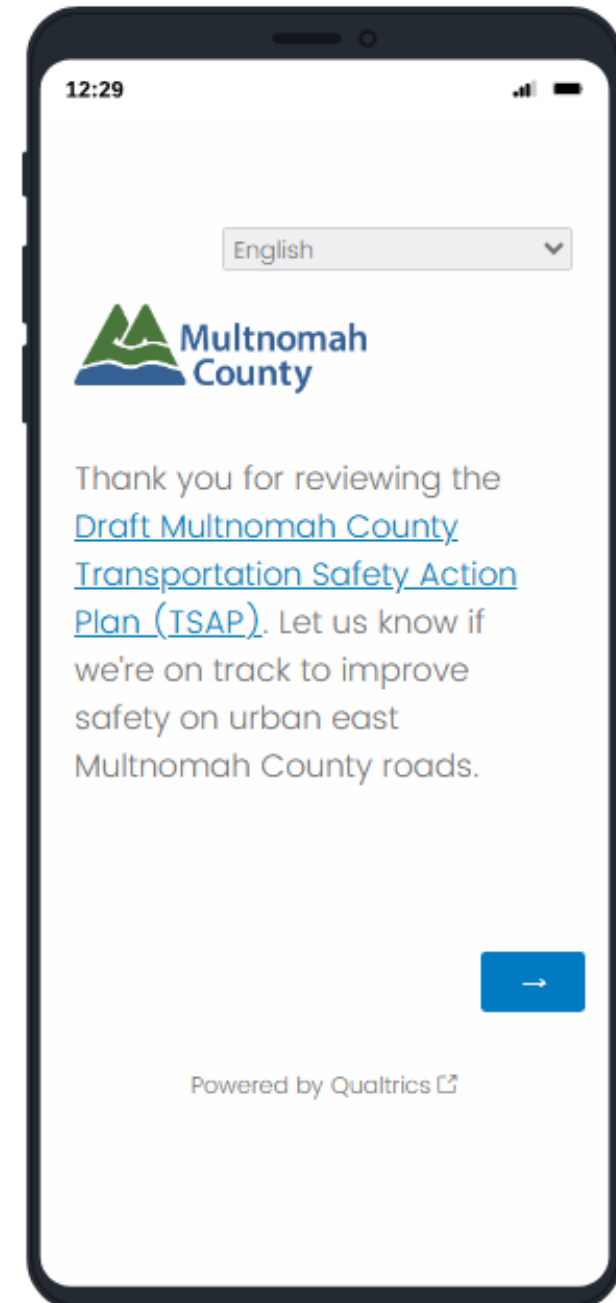 12:29
English
Multnomah
County
Thank you for reviewing the
Draft Multnomah County
Transportation Safety Action
Plan (TSAP). Let us know if
we're on track to improve
safety on urban east
Multnomah County roads.
→
Powered by Qualtrics